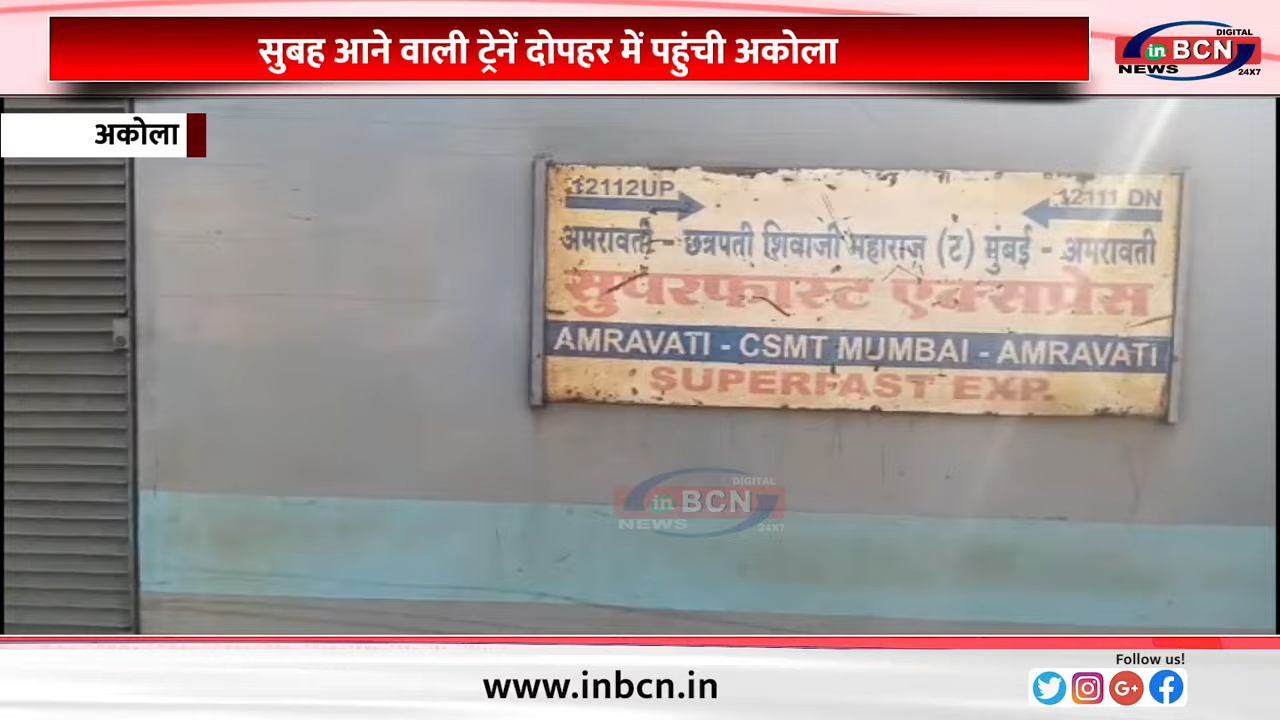 सुबह आने वाली ट्रेनें दोपहर में पहुंची अकोला
DIGITAL
in BCN
NEWS
24X7
अकोला
12112UP
12111 DN
अमरावती - छत्रपती शिवाजी महाराज (ट) मुंबई - अमरावती
सुपरफास्ट एक्सप्रेस
AMRAVATI - CSMT MUMBAI - AMRAVATI
SUPERFAST EXP.
DIGITAL
in BCN
NEWS
24X7
Follow us!
www.inbcn.in